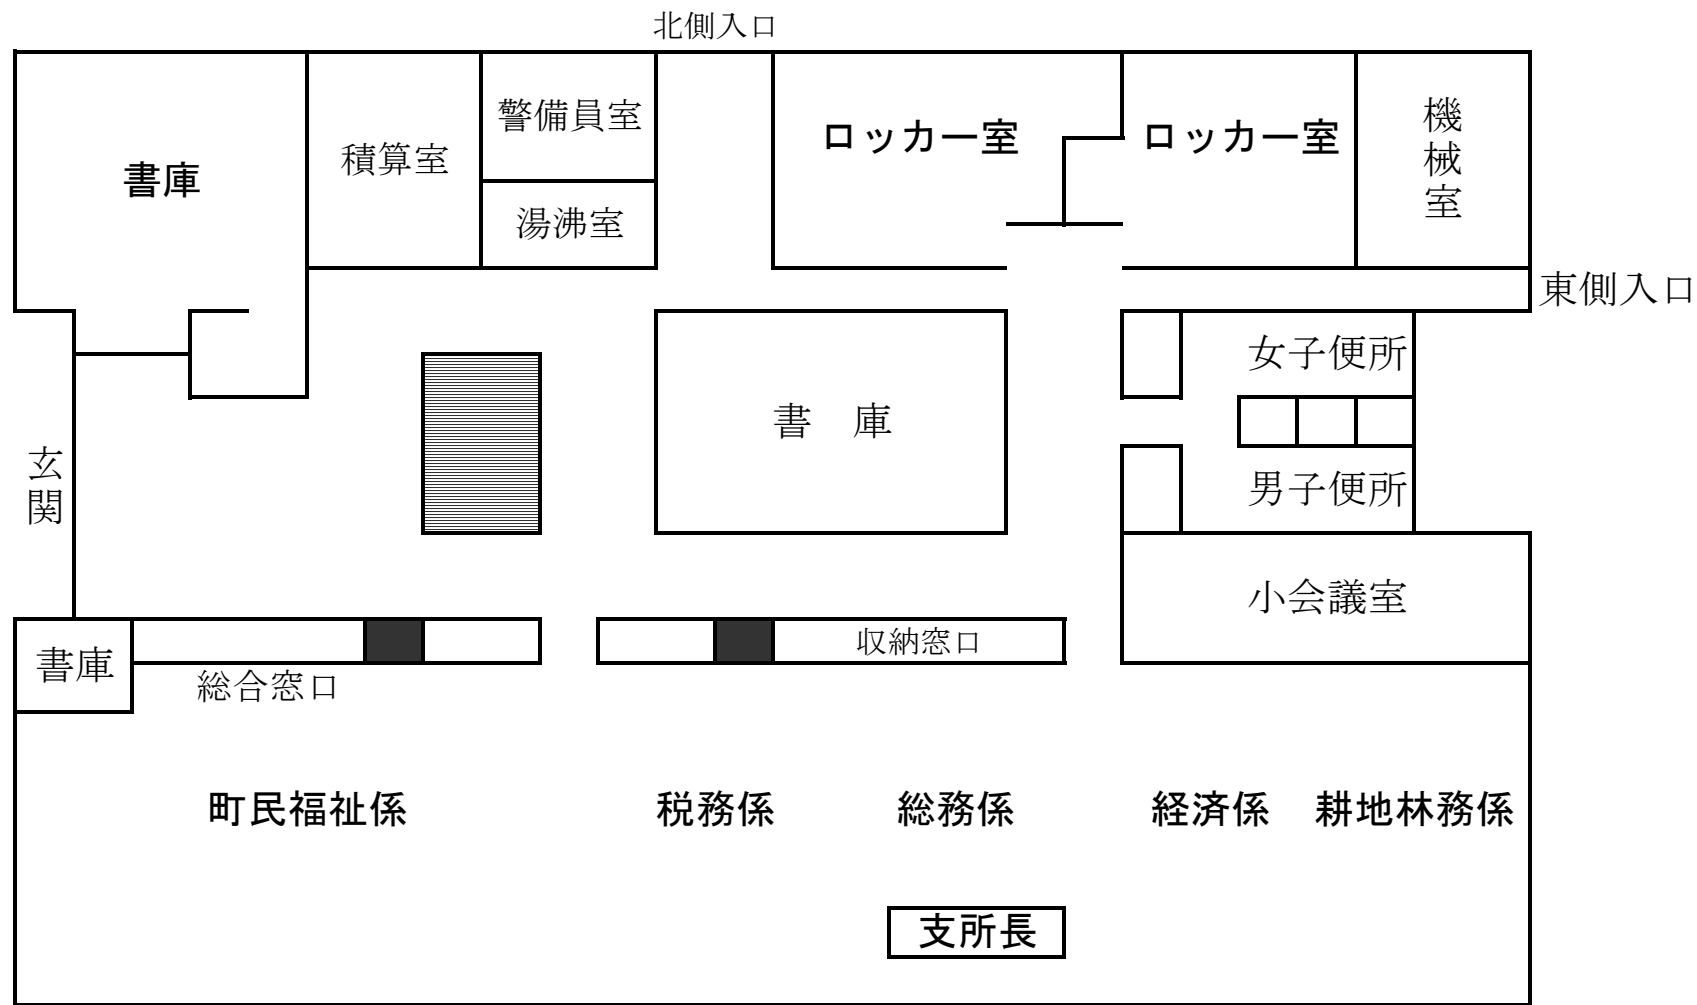 北側入口
書庫
積算室
警備員室
湯沸室
ロッカー室
ロッカー室
機械室
東側入口
書　庫
女子便所
男子便所
玄関
小会議室
書庫
総合窓口
収納窓口
町民福祉係
税務係
総務係
経済係
耕地林務係
支所長